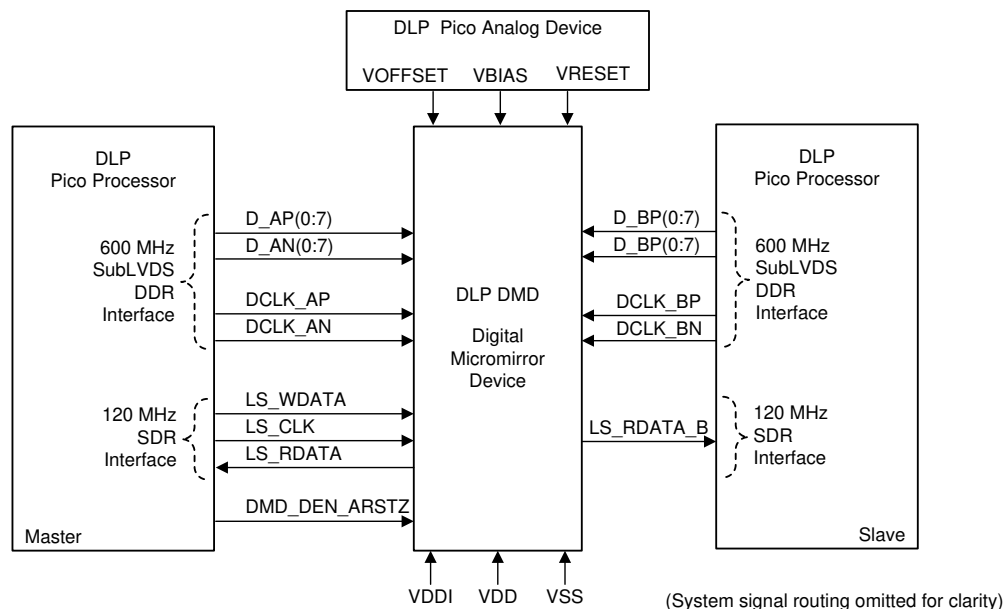 DLP Pico Analog Device
VOFFSET VBIAS VRESET
DLP
Pico Processor
600 MHz
SubLVDS
DDR
Interface
120 MHz
SDR
Interface
Master
D_AP(0:7)
D_AN(0:7)
DCLK_AP
DCLK_AN
LS_WDATA
LS_CLK
LS_RDATA
DMD_DEN_ARSTZ
DLP DMD
Digital
Micromirror
Device
D_BP(0:7)
D_BP(0:7)
DCLK_BP
DCLK_BN
LS_RDATA_B
DLP
Pico Processor
600 MHz
SubLVDS
DDR
Interface
120 MHz
SDR
Interface
Slave
VDDI VDD VSS
(System signal routing omitted for clarity)